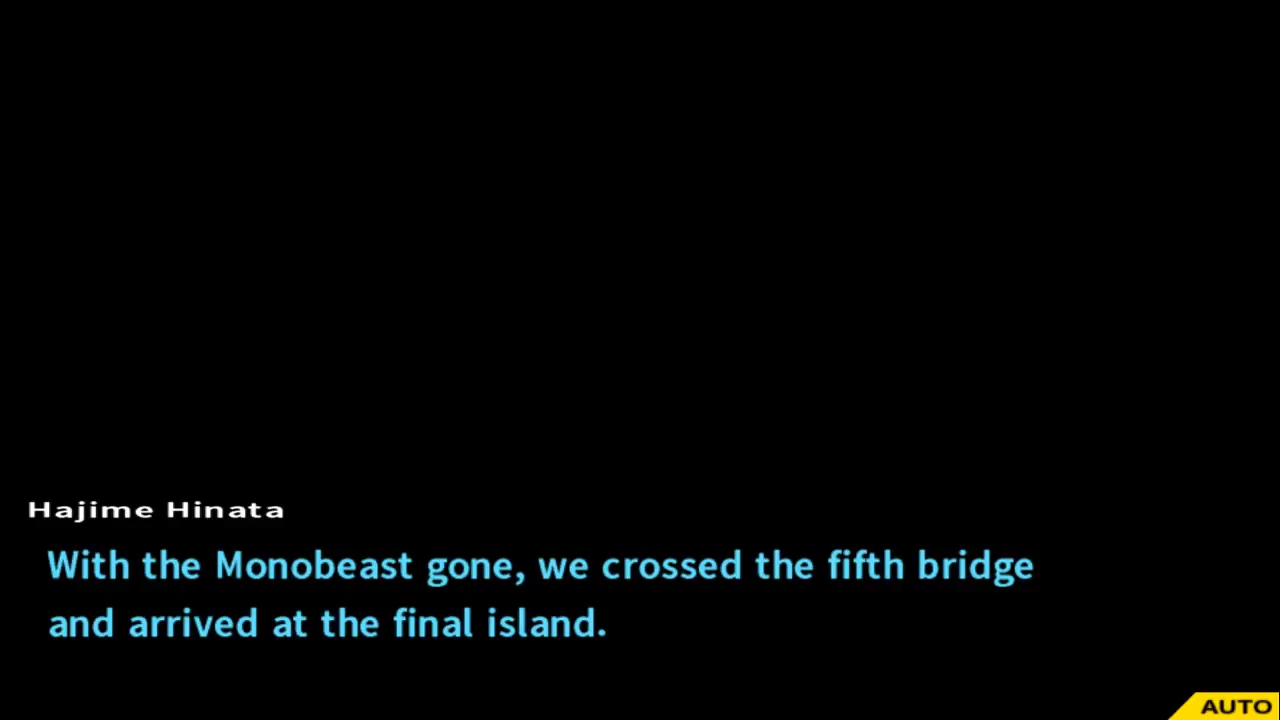 Hajime Hinata
With the Monobeast gone, we crossed the fifth bridge
and arrived at the final island.
AUTO